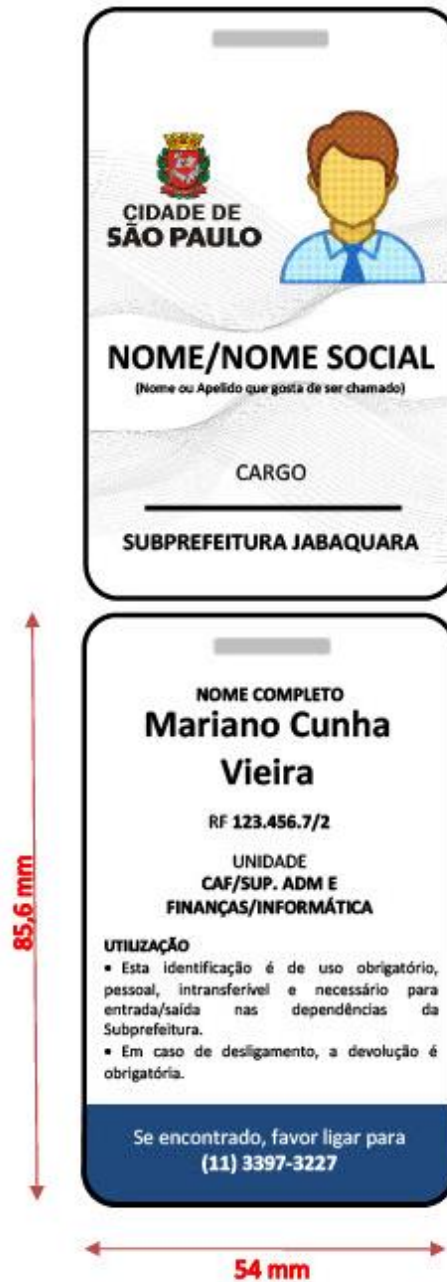 CIDADE DE
SÃO PAULO
NOME/NOME SOCIAL
(Nome ou Apelido que gosta de ser chamado)
CARGO
SUBPREFEITURA JABAQUARA
NOME COMPLETO
Mariano Cunha
Vieira
RF 123.456.7/2
UNIDADE
CAF/SUP. ADM E
FINANÇAS/INFORMÁTICA
UTILIZAÇÃO
▪ Esta identificação é de uso obrigatório,
pessoal, intransferível e necessário para
entrada/saída nas dependências da
Subprefeitura.
▪ Em caso de desligamento, a devolução é
obrigatória.
Se encontrado, favor ligar para
(11) 3397-3227
85,6 mm
54 mm